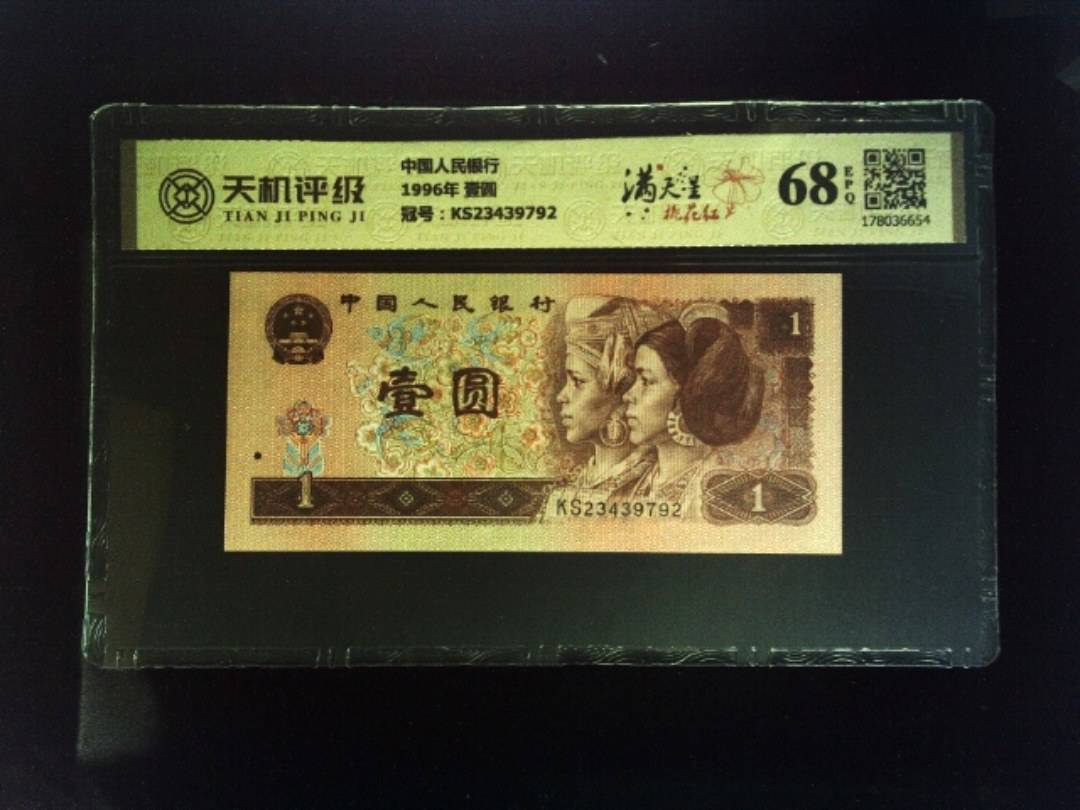 天机评级
TIAN JI PING JI
中国人民银行
1996年 壹圆
冠号：KS23439792
满天星
桃花红
68
EPQ
178036654
中国人民银行
1
壹圆
1
KS23439792
1